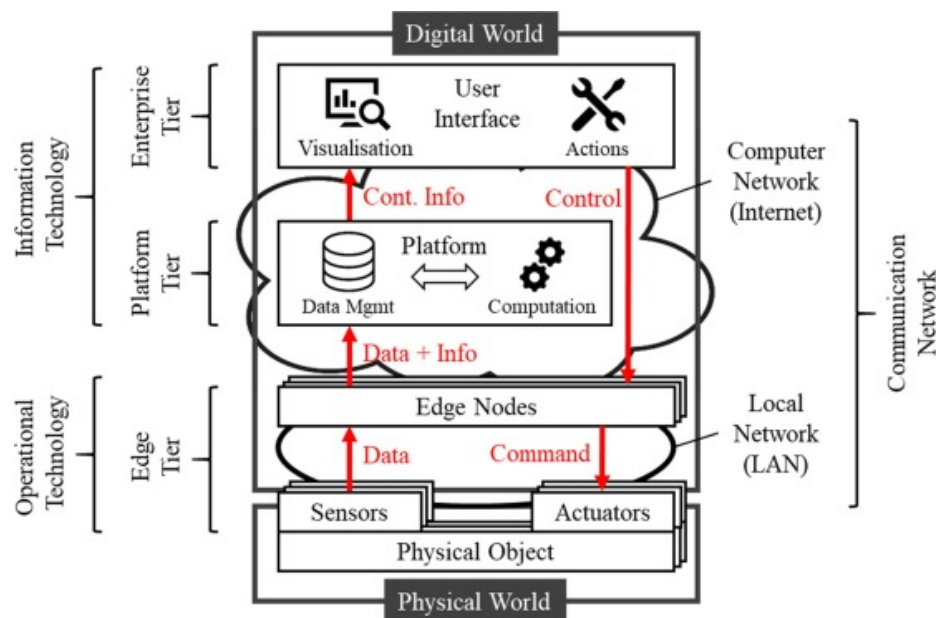 Digital World
User
Interface
Visualisation
Actions
Enterprise
Tier
Information
Technology
Cont. Info
Control
Computer
Network
(Internet)
Platform
Tier
Platform
Data Mgmt
Computation
Data + Info
Communication
Network
Edge Nodes
Operational
Technology
Edge
Tier
Data
Command
Local
Network
(LAN)
Sensors
Actuators
Physical Object
Physical World